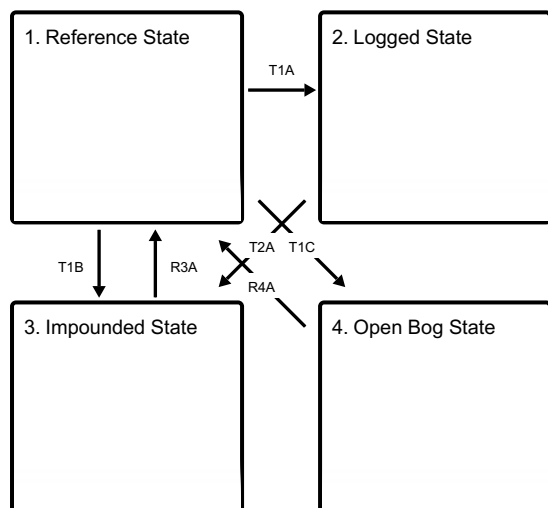 1. Reference State
2. Logged State
T1A
T1B
R3A
T2A
T1C
R4A
3. Impounded State
4. Open Bog State